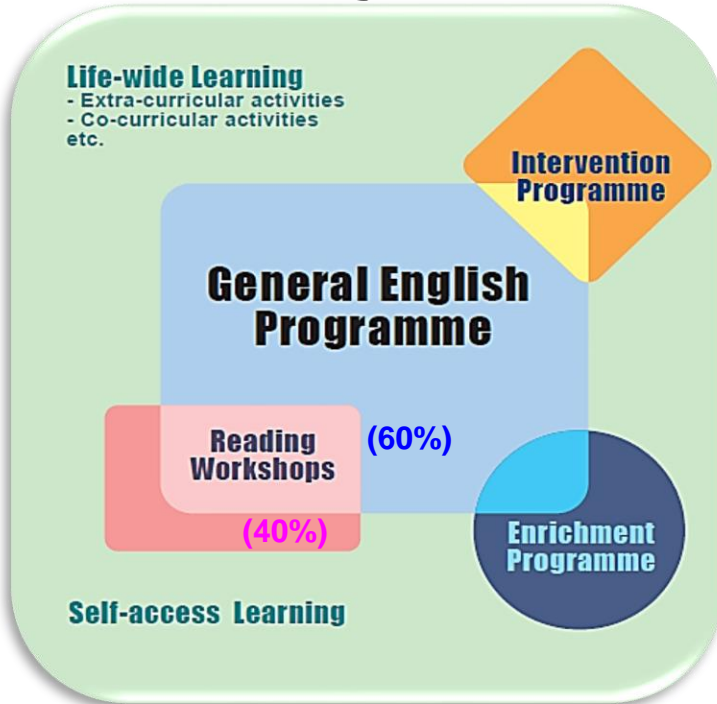 Life-wide Learning
- Extra-curricular activities
- Co-curricular activities
etc.
Intervention
Programme
General English
Programme
Reading
Workshops
(60%)
(40%)
Enrichment
Programme
Self-access Learning